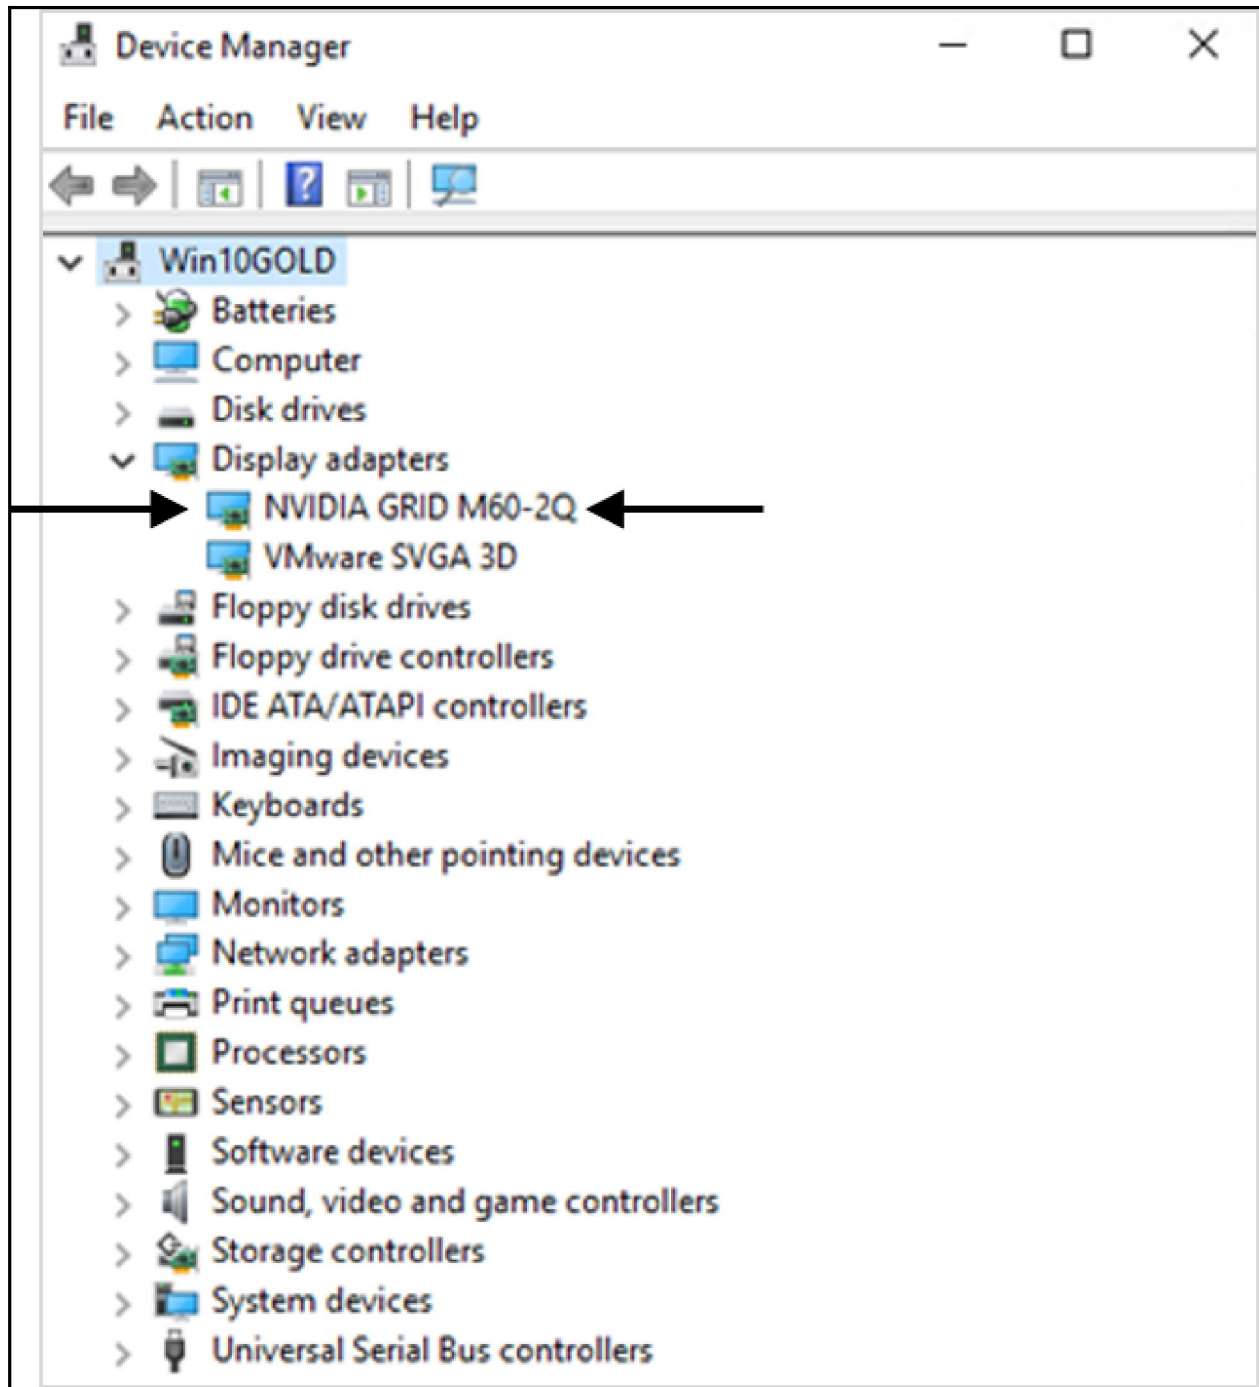 Device Manager
File Action View Help
Win10GOLD
Batteries
Computer
Disk drives
Display adapters
NVIDIA GRID M60-2Q
VMware SVGA 3D
Floppy disk drives
Floppy drive controllers
IDE ATA/ATAPI controllers
Imaging devices
Keyboards
Mice and other pointing devices
Monitors
Network adapters
Print queues
Processors
Sensors
Software devices
Sound, video and game controllers
Storage controllers
System devices
Universal Serial Bus controllers